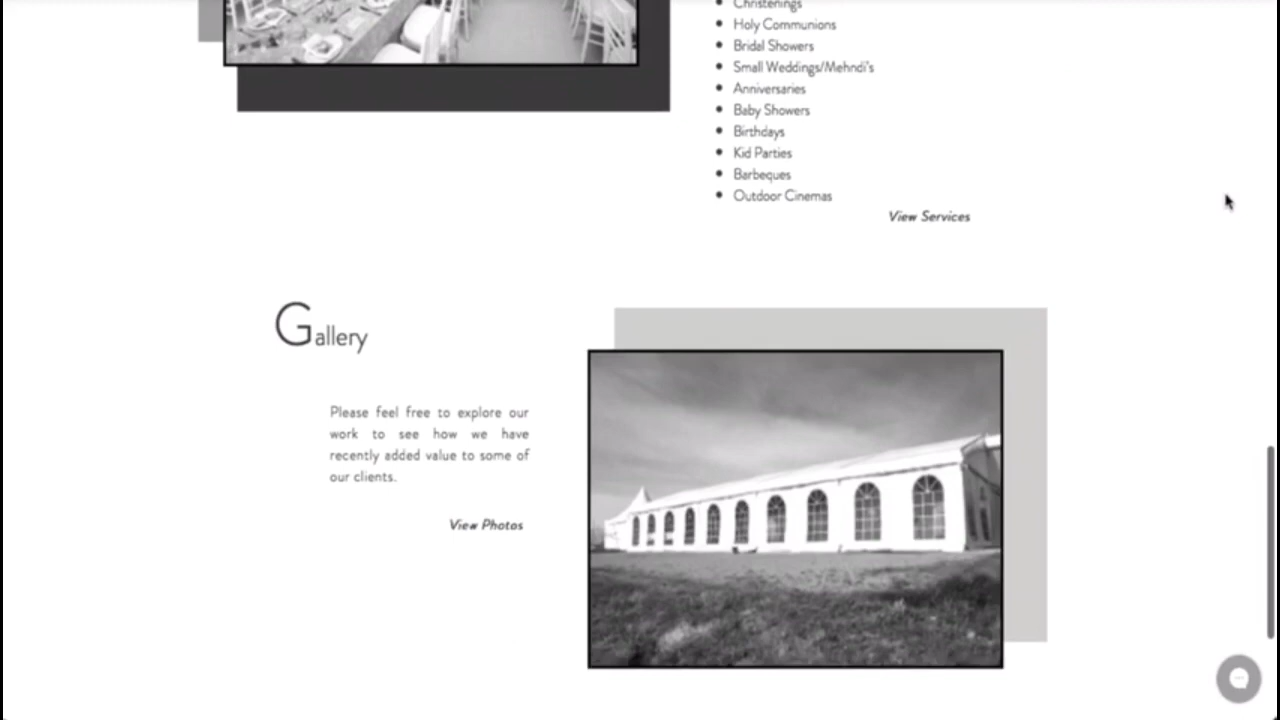 Christenings
Holy Communions
Bridal Showers
Small Weddings/Mehndi's
Anniversaries
Baby Showers
Birthdays
Kid Parties
Barbeques
Outdoor Cinemas
View Services
Gallery
Please feel free to explore our
work to see how we have
recently added value to some of
our clients.
View Photos